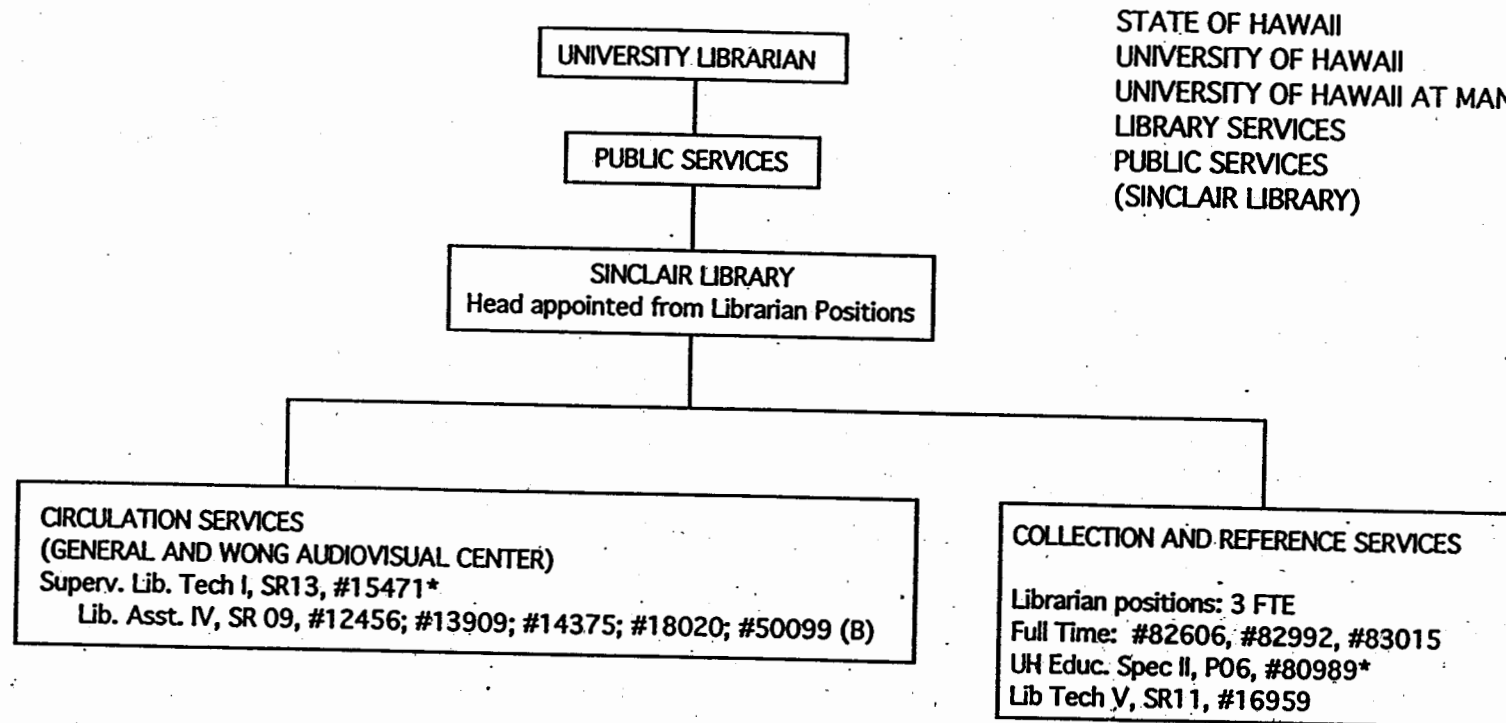 STATE OF HAWAII
UNIVERSITY OF HAWAII
UNIVERSITY OF HAWAII AT MAN
LIBRARY SERVICES
PUBLIC SERVICES
(SINCLAIR LIBRARY)
UNIVERSITY LIBRARIAN
PUBLIC SERVICES
SINCLAIR LIBRARY
Head appointed from Librarian Positions
CIRCULATION SERVICES
(GENERAL AND WONG AUDIOVISUAL CENTER)
Superv. Lib. Tech I, SR13, #15471*
Lib. Asst. IV, SR 09, #12456; #13909; #14375; #18020; #50099 (B)
COLLECTION AND REFERENCE SERVICES
Librarian positions: 3 FTE
Full Time: #82606, #82992, #83015
UH Educ. Spec II, P06, #80989*
Lib Tech V, SR11, #16959